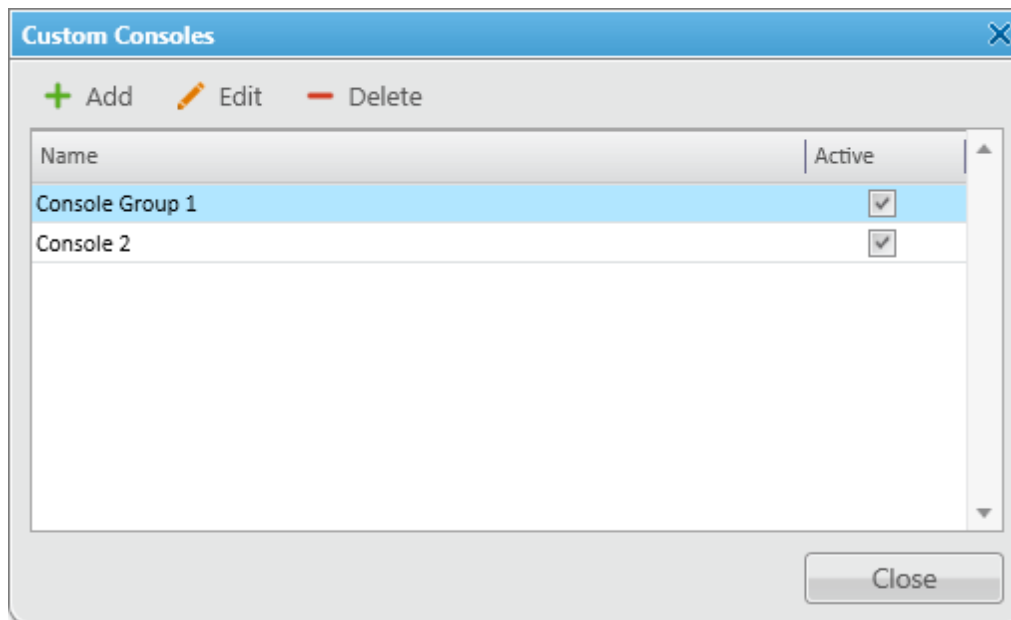 Custom Consoles
Add Edit Delete
Name Active
Console Group 1
Console 2
Close